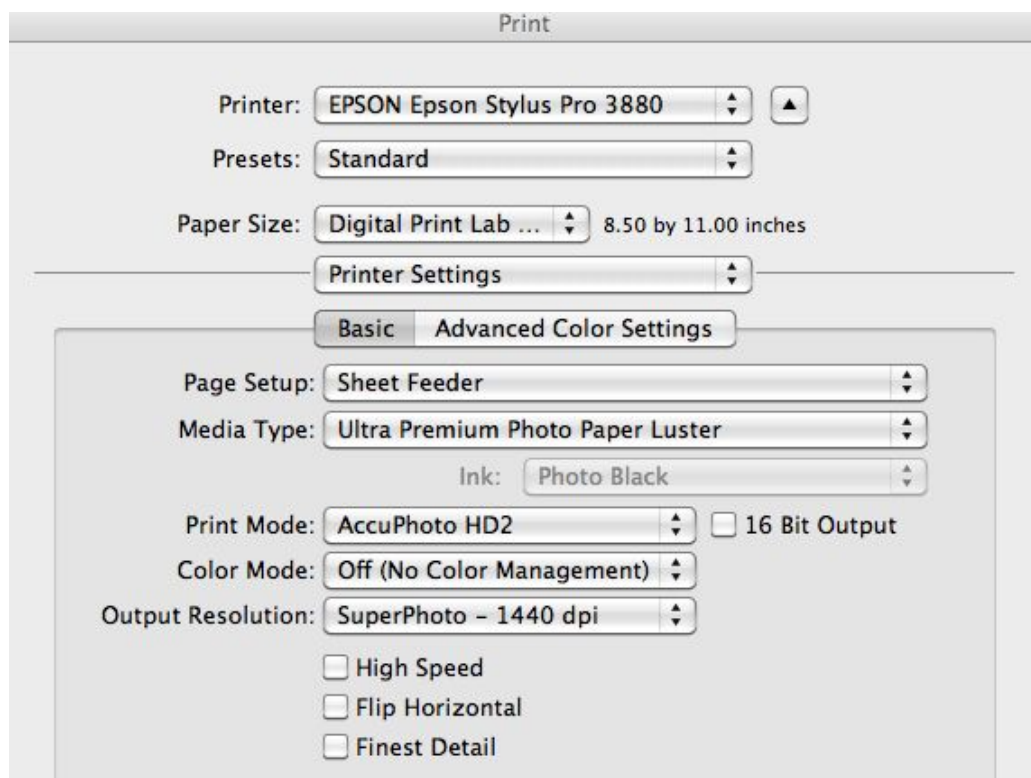 Print
Printer: EPSON Epson Stylus Pro 3880
Presets: Standard
Paper Size: Digital Print Lab ... 8.50 by 11.00 inches
Printer Settings
Basic Advanced Color Settings
Page Setup: Sheet Feeder
Media Type: Ultra Premium Photo Paper Luster
Ink: Photo Black
Print Mode: AccuPhoto HD2 16 Bit Output
Color Mode: Off (No Color Management)
Output Resolution: SuperPhoto – 1440 dpi
High Speed
Flip Horizontal
Finest Detail